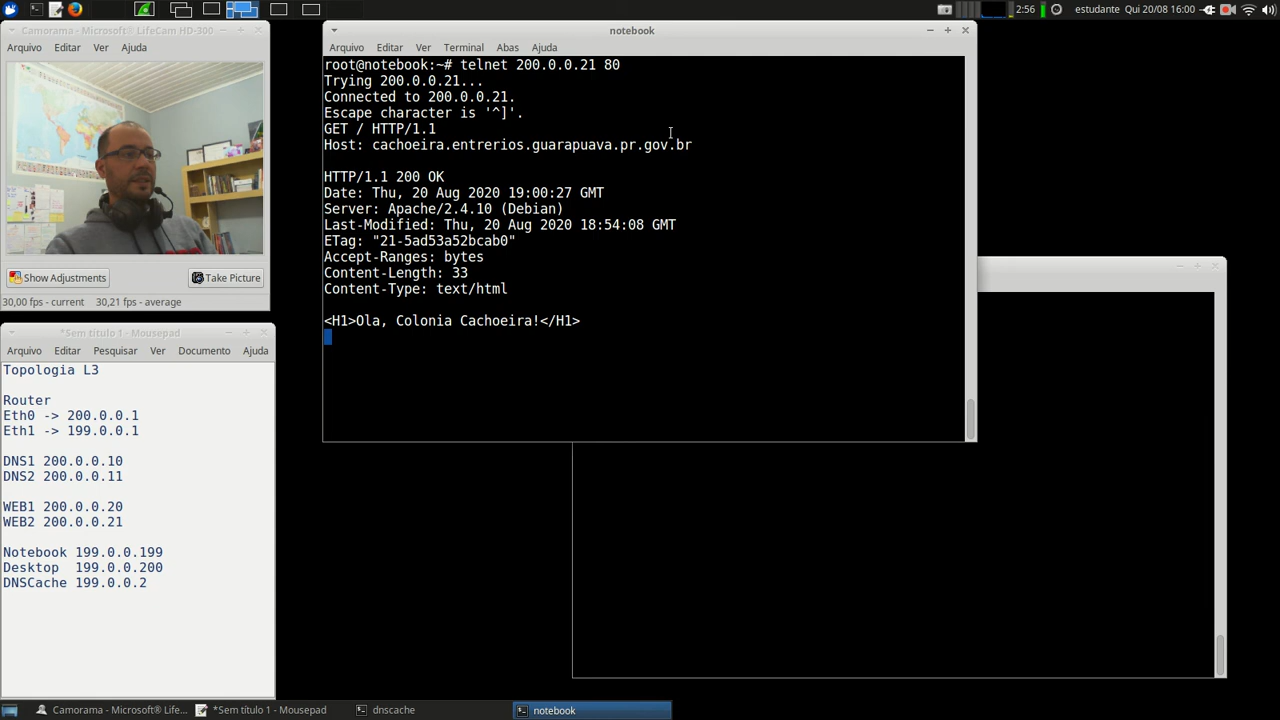 2:56
estudante Qui 20/08 16:00
Camorama - Microsoft® LifeCam HD-300
Arquivo Editar Ver Ajuda
Show Adjustments Take Picture
30,00 fps - current 30,21 fps - average
*Sem título 1 - Mousepad
Arquivo Editar Pesquisar Ver Documento Ajuda
Topologia L3
Router
Eth0 -> 200.0.0.1
Eth1 -> 199.0.0.1
DNS1 200.0.0.10
DNS2 200.0.0.11
WEB1 200.0.0.20
WEB2 200.0.0.21
Notebook 199.0.0.199
Desktop  199.0.0.200
DNSCache 199.0.0.2
notebook
Arquivo Editar Ver Terminal Abas Ajuda
root@notebook:~# telnet 200.0.0.21 80
Trying 200.0.0.21...
Connected to 200.0.0.21.
Escape character is '^]'.
GET / HTTP/1.1
Host: cachoeira.entrerios.guarapuava.pr.gov.br
HTTP/1.1 200 OK
Date: Thu, 20 Aug 2020 19:00:27 GMT
Server: Apache/2.4.10 (Debian)
Last-Modified: Thu, 20 Aug 2020 18:54:08 GMT
ETag: "21-5ad53a52bcab0"
Accept-Ranges: bytes
Content-Length: 33
Content-Type: text/html
<H1>Ola, Colonia Cachoeira!</H1>
Camorama - Microsoft® Life... *Sem título 1 - Mousepad dnscache notebook